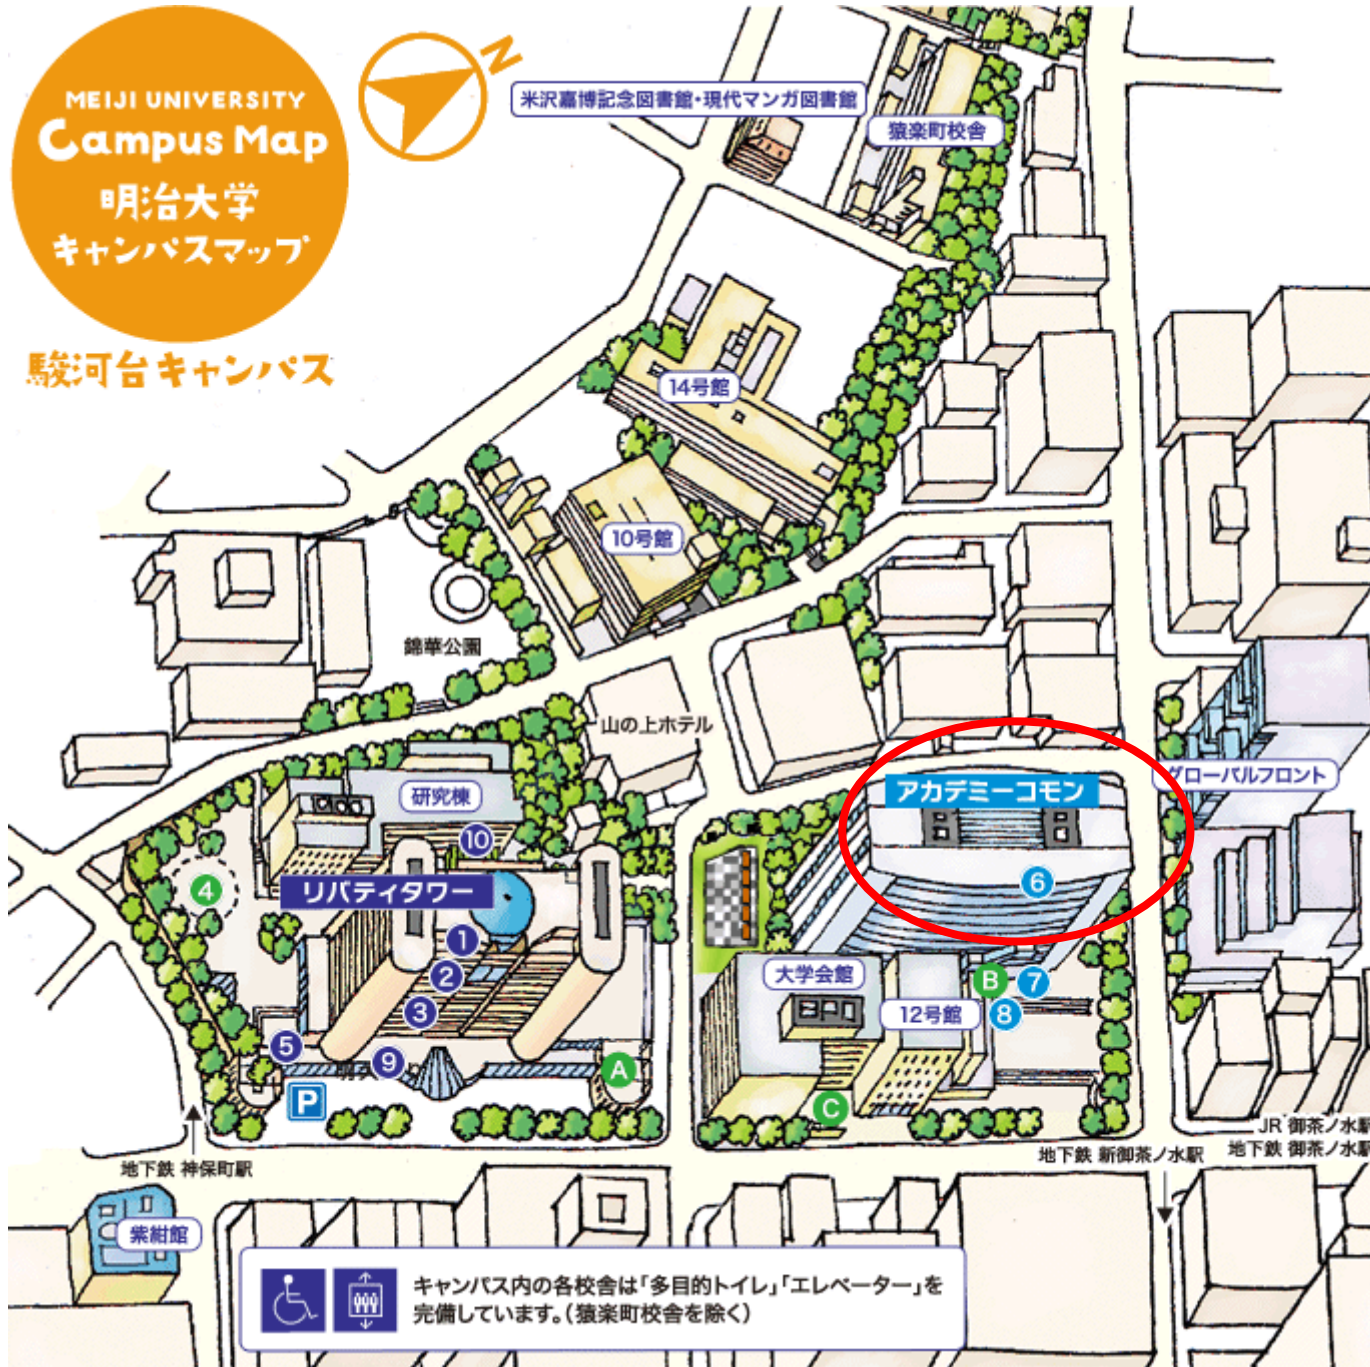 MEIJI UNIVERSITY
Campus Map
明治大学
キャンパスマップ
駿河台キャンパス
N
米沢嘉博記念図書館・現代マンガ図書館
猿楽町校舎
14号館
10号館
錦華公園
山の上ホテル
研究棟
10
リバティタワー
4
1
2
3
5
9
P
A
アカデミーコモン
グローバルフロント
6
大学会館
B
7
12号館
8
C
地下鉄 神保町駅
JR 御茶ノ水駅
地下鉄 新御茶ノ水駅
地下鉄 御茶ノ水駅
紫紺館
キャンパス内の各校舎は「多目的トイレ」「エレベーター」を
完備しています。(猿楽町校舎を除く)